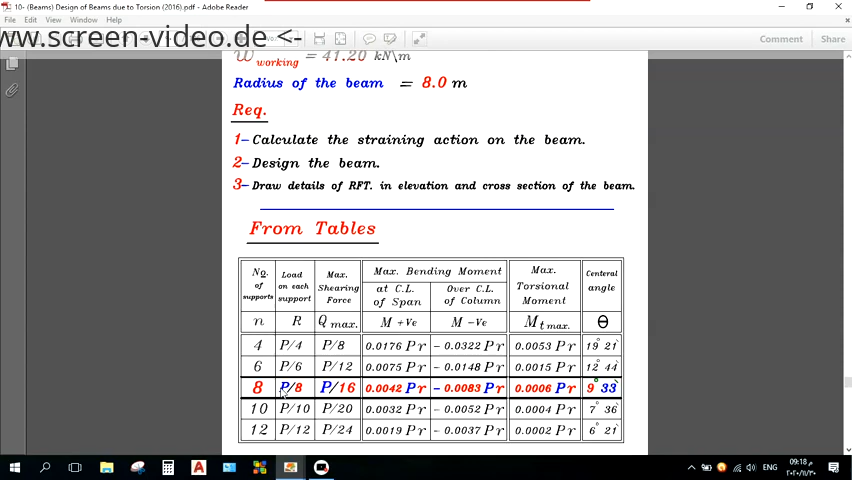 10- (Beams) Design of Beams due to Torsion (2016).pdf - Adobe Reader
File Edit View Window Help
www.screen-video.de <-
Comment Share
W working = 41.20 kN\m
Radius of the beam = 8.0 m
Req.
1- Calculate the straining action on the beam.
2- Design the beam.
3- Draw details of RFT. in elevation and cross section of the beam.
From Tables
No. of supports Load on each support Max. Shearing Force Max. Bending Moment at C.L. of Span Over C.L. of Column Max. Torsional Moment Centeral angle
n R Q max. M +Ve M -Ve Mt max. Θ
4 P/4 P/8 0.0176 Pr - 0.0322 Pr 0.0053 Pr 19° 21`
6 P/6 P/12 0.0075 Pr - 0.0148 Pr 0.0015 Pr 12° 44`
8 P/8 P/16 0.0042 Pr - 0.0083 Pr 0.0006 Pr 9° 33`
10 P/10 P/20 0.0032 Pr - 0.0052 Pr 0.0004 Pr 7° 36`
12 P/12 P/24 0.0019 Pr - 0.0037 Pr 0.0002 Pr 6° 21`
ENG 09:18 م
٢٠٢٠/١١/٣٠